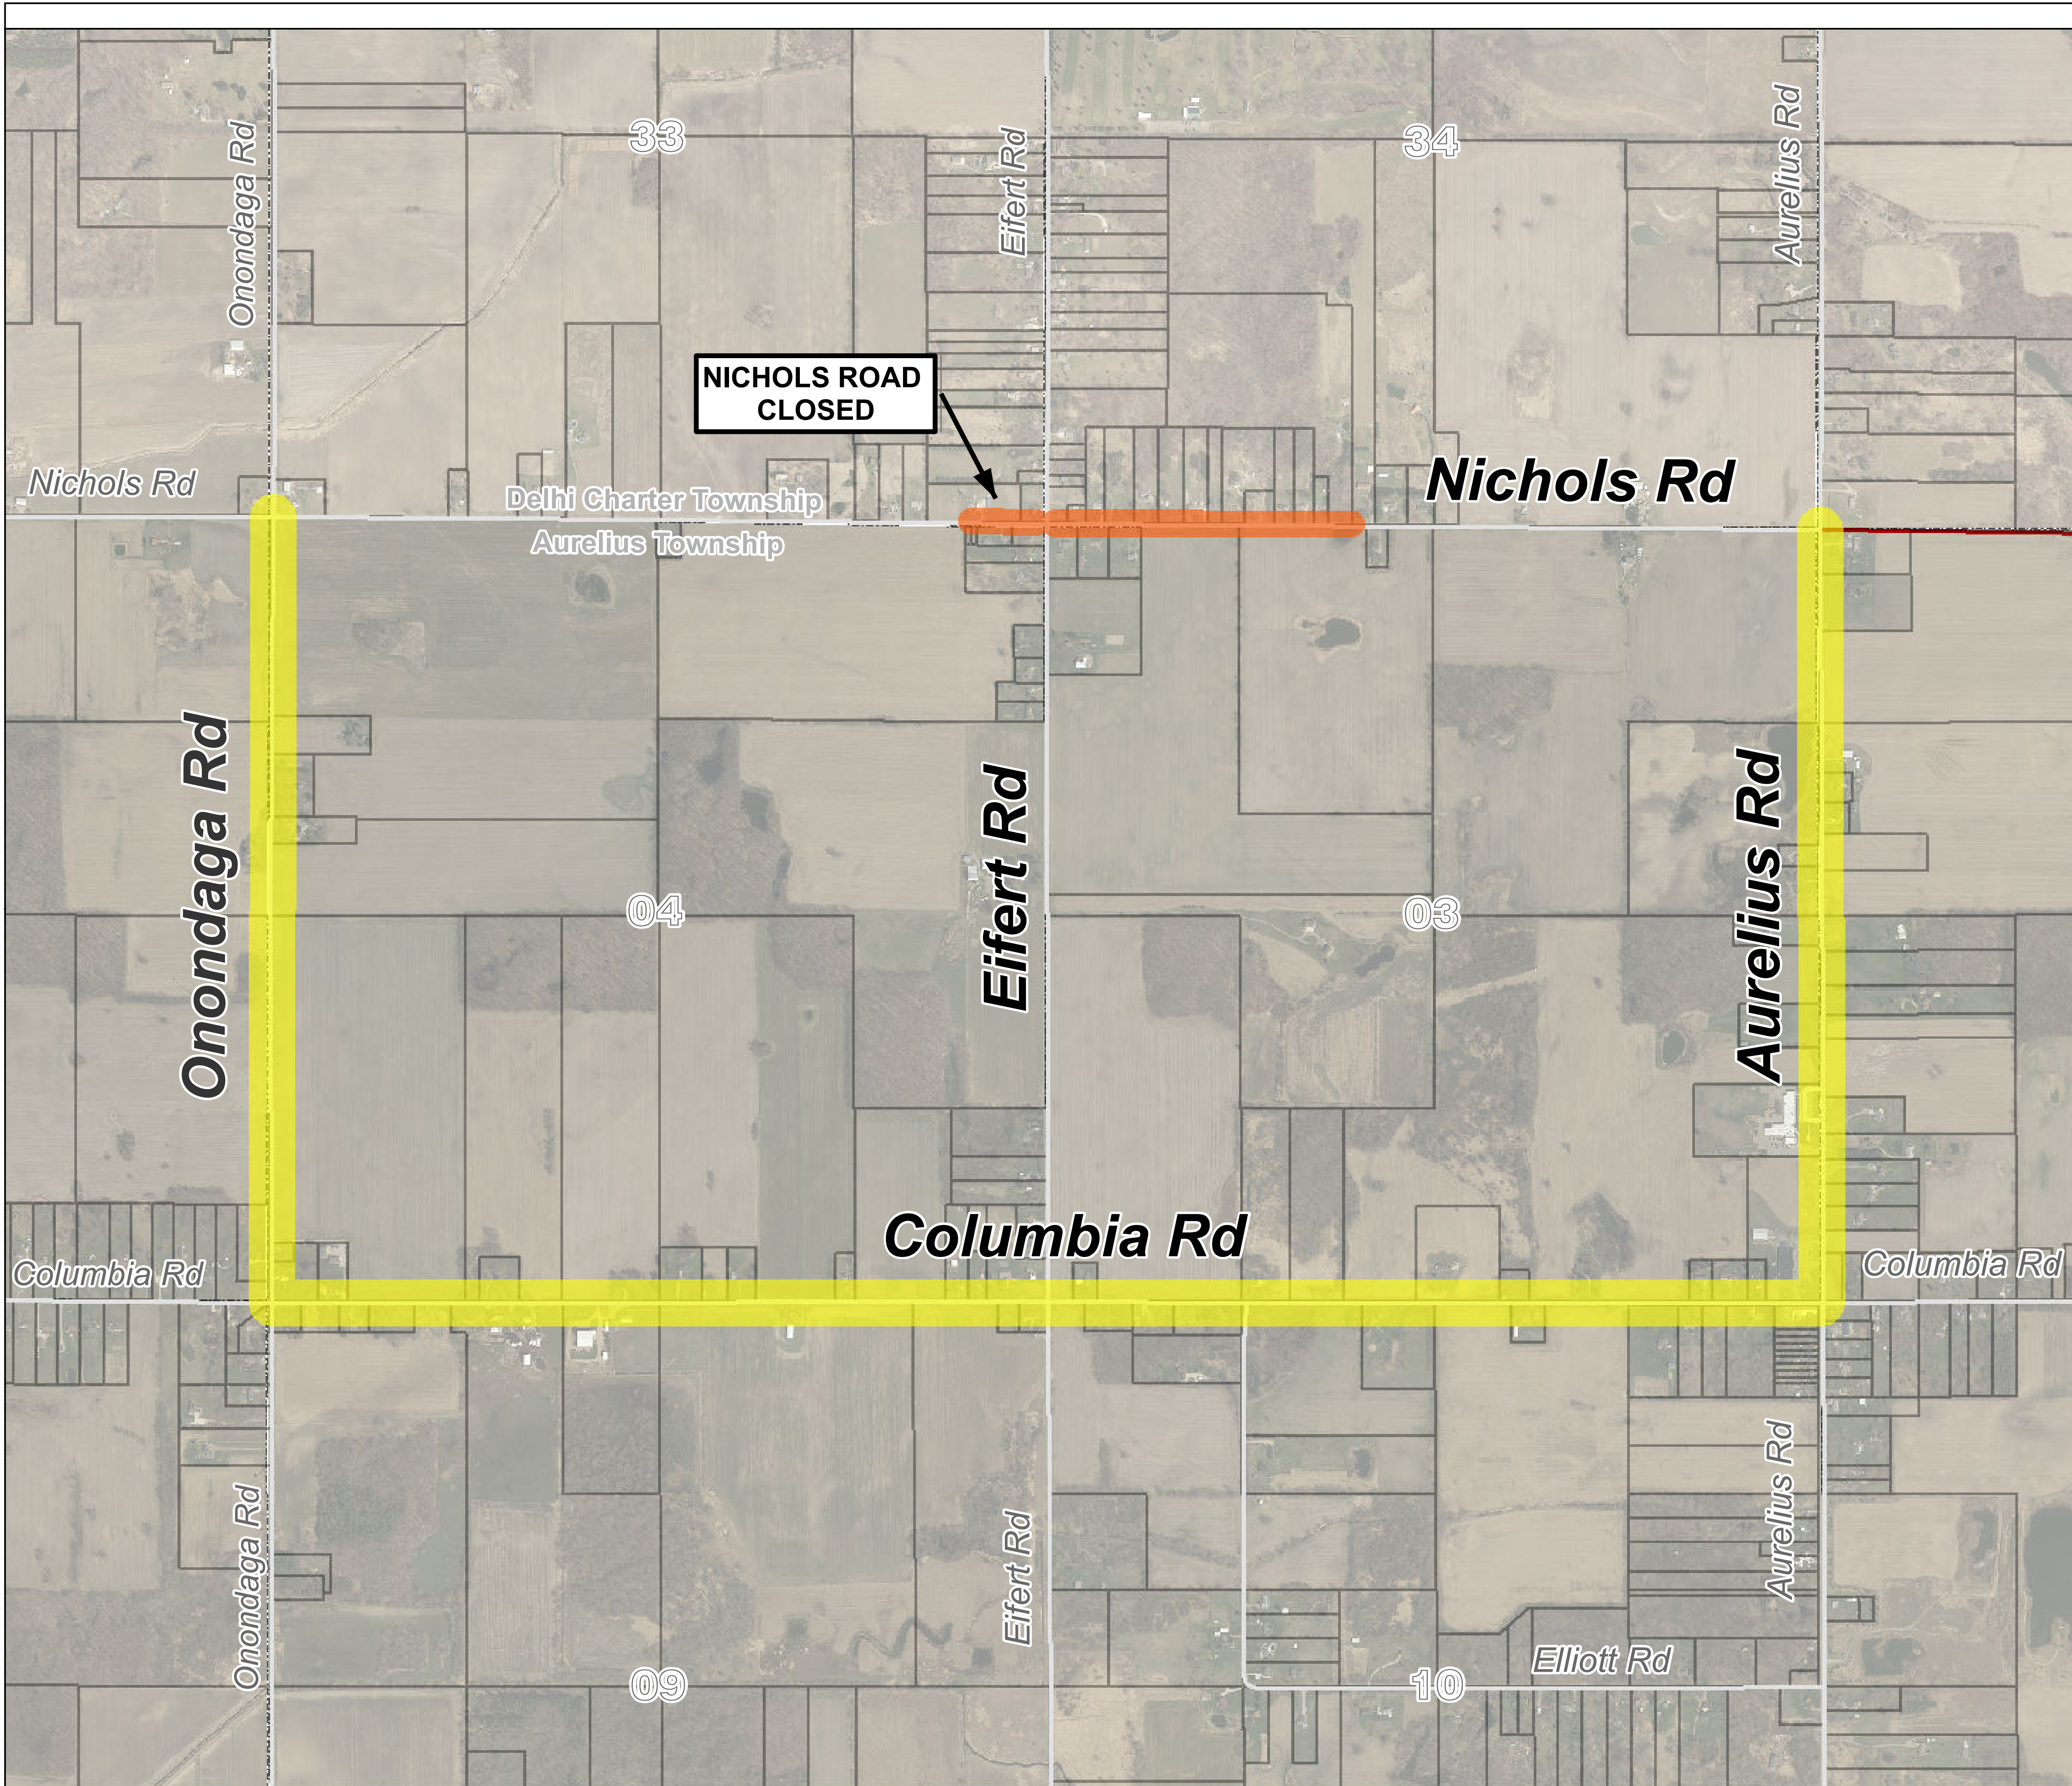 33
34
Onondaga Rd
Eifert Rd
Aurelius Rd
NICHOLS ROAD
CLOSED
Nichols Rd
Nichols Rd
Delhi Charter Township
Aurelius Township
Onondaga Rd
Eifert Rd
Aurelius Rd
04
03
Columbia Rd
Columbia Rd
Columbia Rd
Onondaga Rd
Eifert Rd
Aurelius Rd
Elliott Rd
09
10